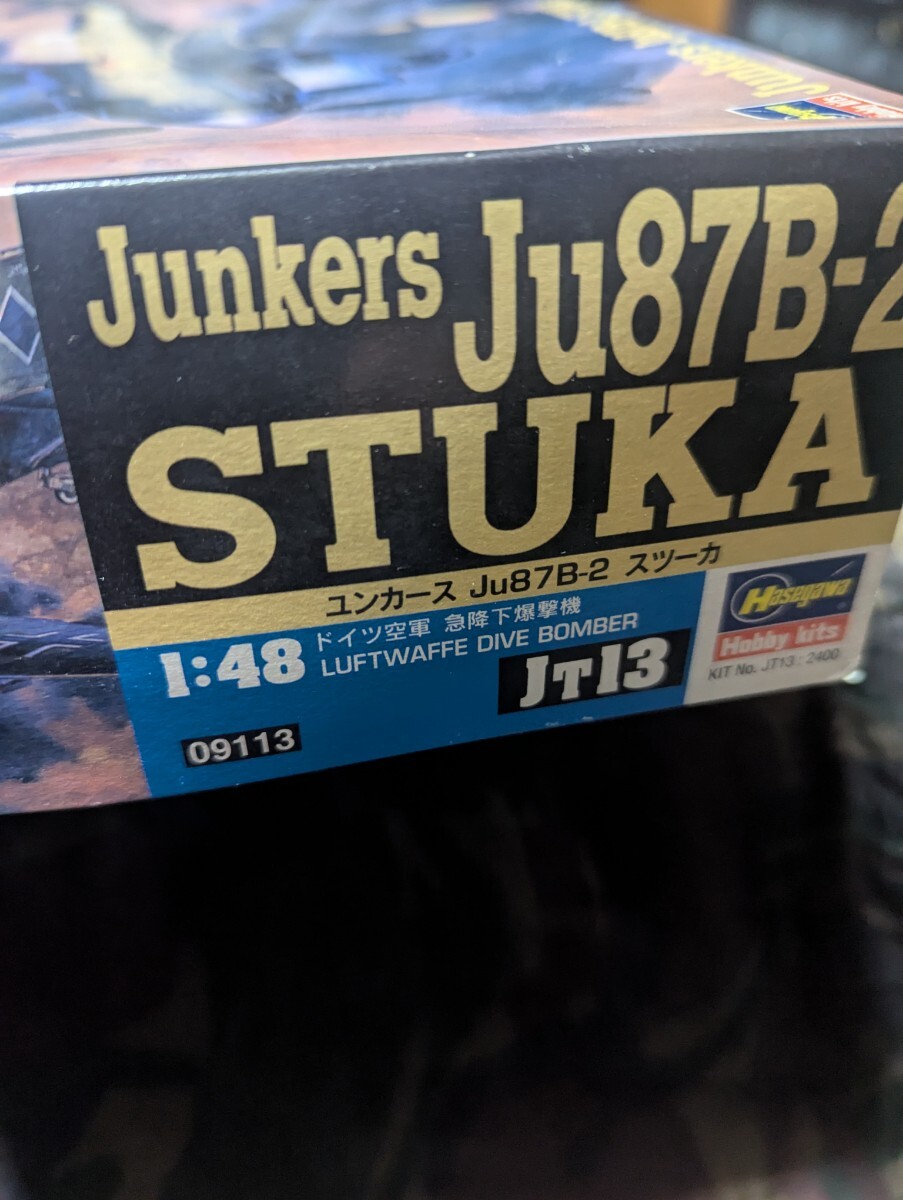 Junkers
Junkers Ju87B-2
STUKA
ユンカース Ju87B-2 スツーカ
1:48
ドイツ空軍 急降下爆撃機
LUFTWAFFE DIVE BOMBER
JT13
09113
Hasegawa
Hobby kits
KIT No. JT13:2400